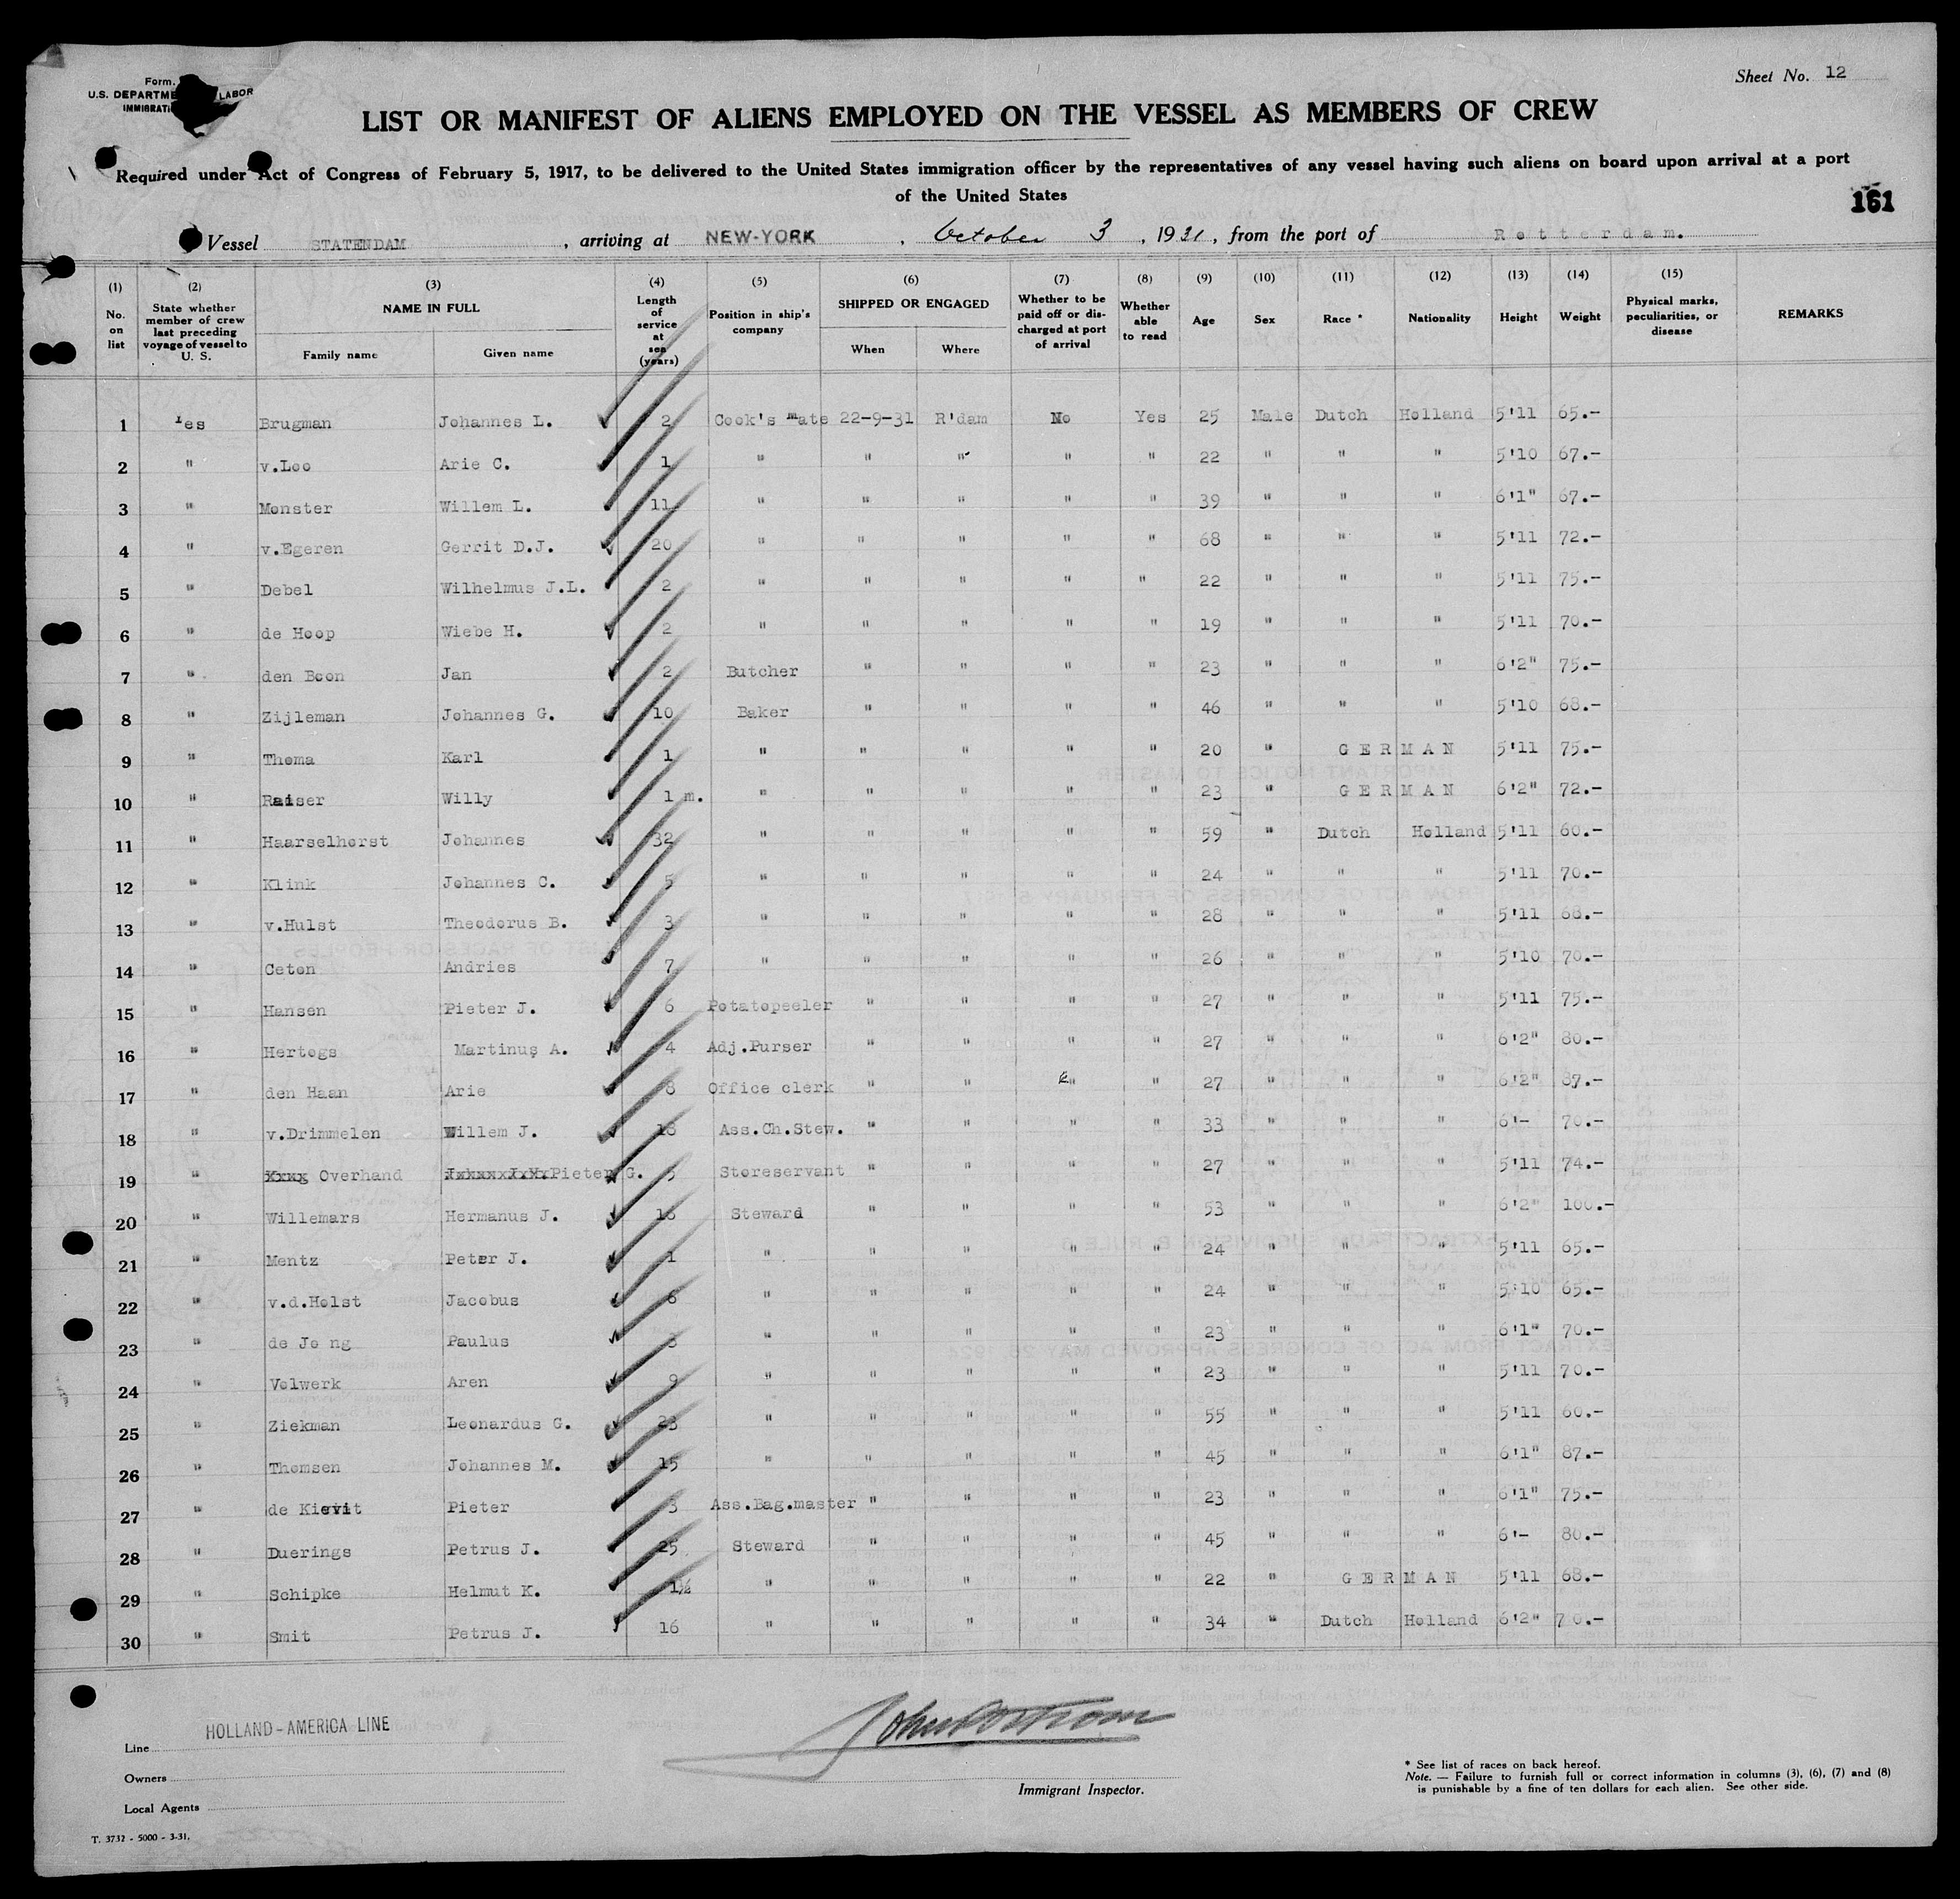 Sheet No. 12
Form.
U.S. DEPARTME LABOR
IMMIGRATI
LIST OR MANIFEST OF ALIENS EMPLOYED ON THE VESSEL AS MEMBERS OF CREW
Required under Act of Congress of February 5, 1917, to be delivered to the United States immigration officer by the representatives of any vessel having such aliens on board upon arrival at a port
of the United States
161
Vessel STATENDAM, arriving at NEW-YORK, October 3, 1931, from the port of Rotterdam.
(1) No. on list (2) State whether member of crew last preceding voyage of vessel to U. S. (3) NAME IN FULL Family name Given name (4) Length of service at sea (years) (5) Position in ship's company (6) SHIPPED OR ENGAGED When Where (7) Whether to be paid off or discharged at port of arrival (8) Whether able to read (9) Age (10) Sex (11) Race * (12) Nationality (13) Height (14) Weight (15) Physical marks, peculiarities, or disease REMARKS
1 Yes Brugman Johannes L. 2 Cook's mate 22-9-31 R'dam No Yes 25 Male Dutch Holland 5'11 65.-
2 " v.Loo Arie C. 1 " " " " " 22 " " " 5'10 67.-
3 " Monster Willem L. 11 " " " " " 39 " " " 6'1" 67.-
4 " v.Egeren Gerrit D.J. 20 " " " " " 68 " " " 5'11 72.-
5 " Debel Wilhelmus J.L. 2 " " " " " 22 " " " 5'11 75.-
6 " de Hoop Wiebe H. 2 " " " " " 19 " " " 5'11 70.-
7 " den Boon Jan 2 Butcher " " " " 23 " " " 6'2" 75.-
8 " Zijleman Johannes G. 10 Baker " " " " 46 " " " 5'10 68.-
9 " Thoma Karl 1 " " " " " 20 " GERMAN 5'11 75.-
10 " Raiser Willy 1 m. " " " " " 23 " GERMAN 6'2" 72.-
11 " Haarselhorst Johannes 32 " " " " " 59 " Dutch Holland 5'11 60.-
12 " Klink Johannes C. 5 " " " " " 24 " " " 5'11 70.-
13 " v.Hulst Theodorus B. 3 " " " " " 28 " " " 5'11 68.-
14 " Ceton Andries 7 " " " " " 26 " " " 5'10 70.-
15 " Hansen Pieter J. 6 Potatopeeler " " " " 27 " " " 5'11 75.-
16 " Hertogs Martinus A. 4 Adj.Purser " " " " 27 " " " 6'2" 80.-
17 " den Haan Arie 8 Office clerk " " " " 27 " " " 6'2" 87.-
18 " v.Drimmelen Willem J. 18 Ass.Ch.Stew. " " " " 33 " " " 6'- 70.-
19 " Overhand Pieter G. Storeservant " " " " 27 " " " 5'11 74.-
20 " Willemars Hermanus J. Steward " " " " 53 " " " 6'2" 100.-
21 " Mentz Peter J. 1 " " " " " 24 " " " 5'11 65.-
22 " v.d.Holst Jacobus 6 " " " " " 24 " " " 5'10 65.-
23 " de Jo ng Paulus " " " " " 23 " " " 6'1" 70.-
24 " Volwerk Aren 9 " " " " " 23 " " " 5'11 70.-
25 " Ziekman Leonardus G. 23 " " " " " 55 " " " 5'11 60.-
26 " Thomsen Johannes M. 15 " " " " " 45 " " " 6'1" 87.-
27 " de Kievit Pieter 3 Ass.Bag.master " " " " 23 " " " 6'1" 75.-
28 " Duerings Petrus J. 25 Steward " " " " 45 " " " 6'- 80.-
29 " Schipke Helmut K. 1½ " " " " " 22 " GERMAN 5'11 68.-
30 " Smit Petrus J. 16 " " " " " 34 " Dutch Holland 6'2" 70.-
Line HOLLAND-AMERICA LINE
Owners
Local Agents
T. 3732 - 5000 - 3-31.
Immigrant Inspector.
* See list of races on back hereof.
Note. — Failure to furnish full or correct information in columns (3), (6), (7) and (8)
is punishable by a fine of ten dollars for each alien. See other side.